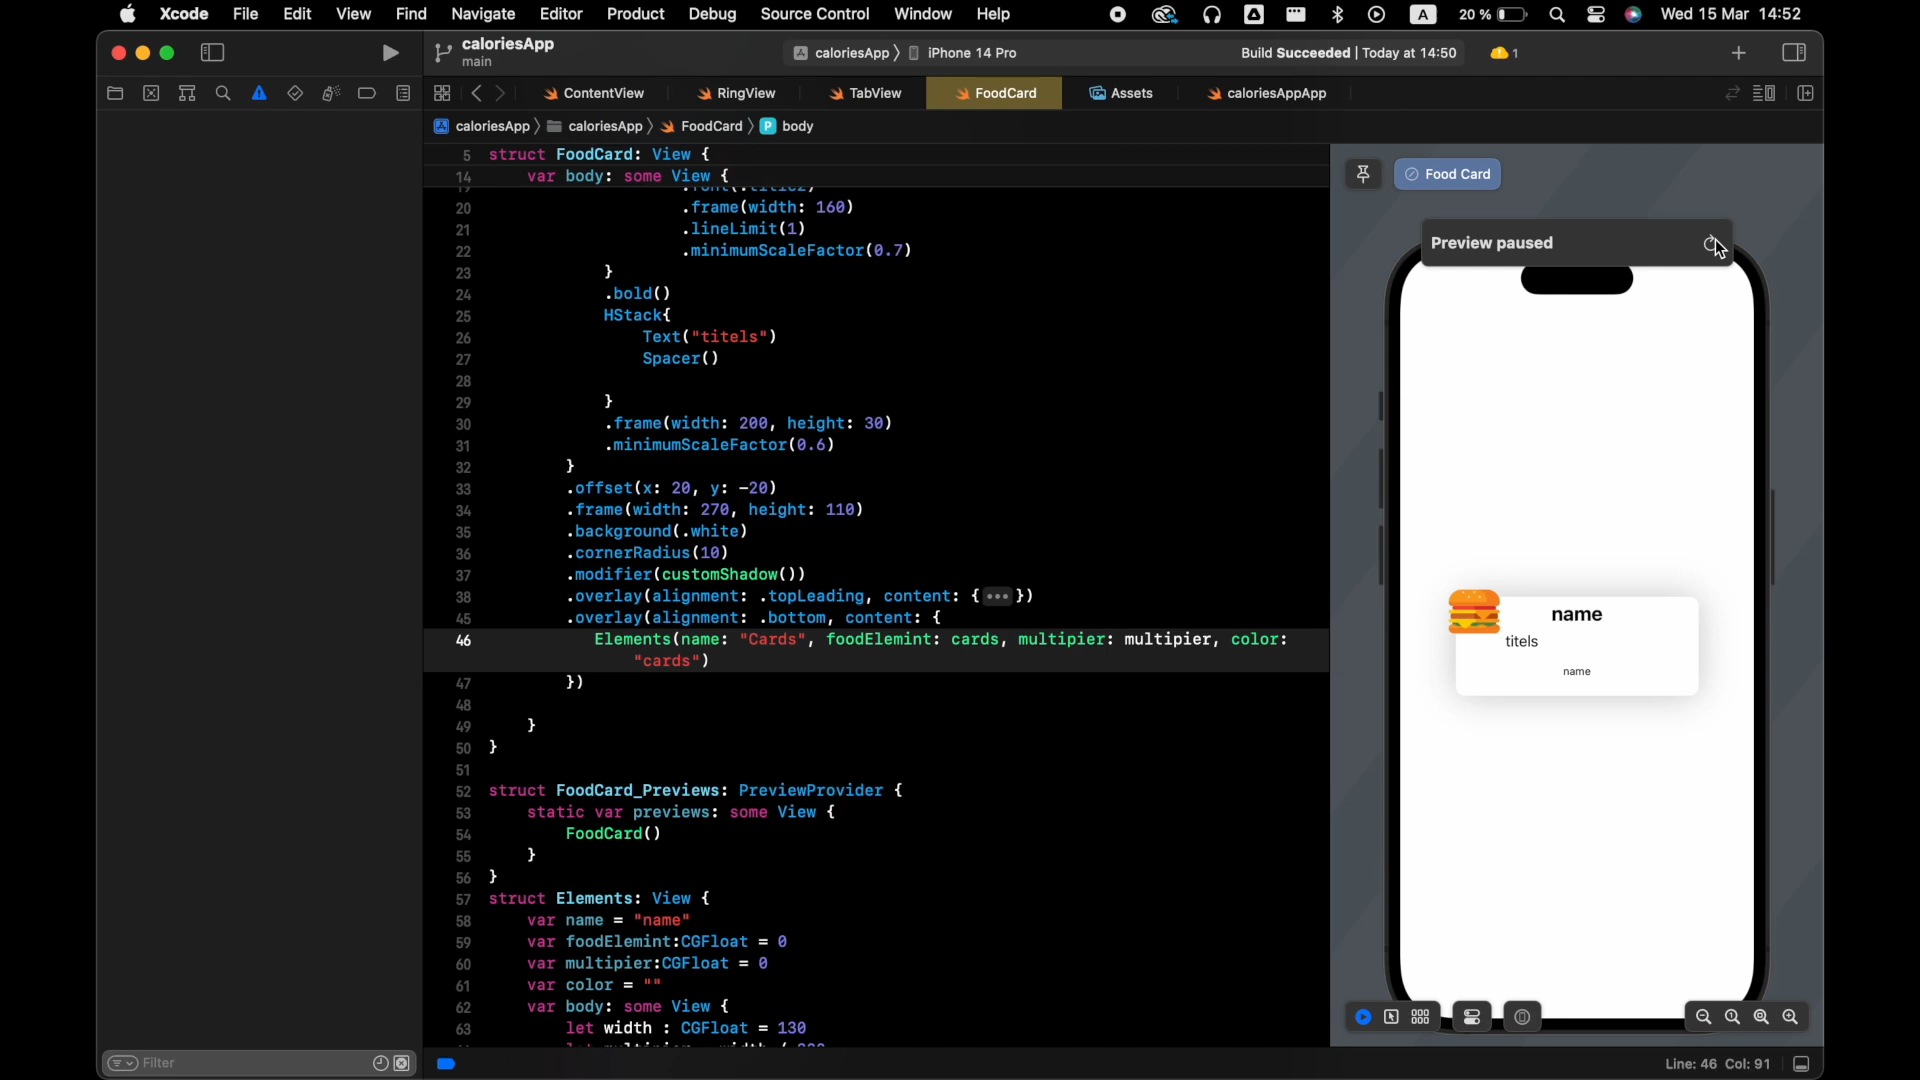 Xcode File Edit View Find Navigate Editor Product Debug Source Control Window Help A 20 % Wed 15 Mar 14:52
caloriesApp
main
caloriesApp 〉 iPhone 14 Pro Build Succeeded | Today at 14:50 1
ContentView RingView TabView FoodCard Assets caloriesAppApp
caloriesApp 〉 caloriesApp 〉 FoodCard 〉 P body
5 struct FoodCard: View {
14 var body: some View {
19 .font(.title2)
20 .frame(width: 160)
21 .lineLimit(1)
22 .minimumScaleFactor(0.7)
23 }
24 .bold()
25 HStack{
26 Text("titels")
27 Spacer()
28
29 }
30 .frame(width: 200, height: 30)
31 .minimumScaleFactor(0.6)
32 }
33 .offset(x: 20, y: -20)
34 .frame(width: 270, height: 110)
35 .background(.white)
36 .cornerRadius(10)
37 .modifier(customShadow())
38 .overlay(alignment: .topLeading, content: {•••})
45 .overlay(alignment: .bottom, content: {
46 Elements(name: "Cards", foodElemint: cards, multipier: multipier, color:
"cards")
47 })
48
49 }
50 }
51
52 struct FoodCard_Previews: PreviewProvider {
53 static var previews: some View {
54 FoodCard()
55 }
56 }
57 struct Elements: View {
58 var name = "name"
59 var foodElemint:CGFloat = 0
60 var multipier:CGFloat = 0
61 var color = ""
62 var body: some View {
63 let width : CGFloat = 130
Food Card
Preview paused
name
titels
name
Filter
Line: 46 Col: 91